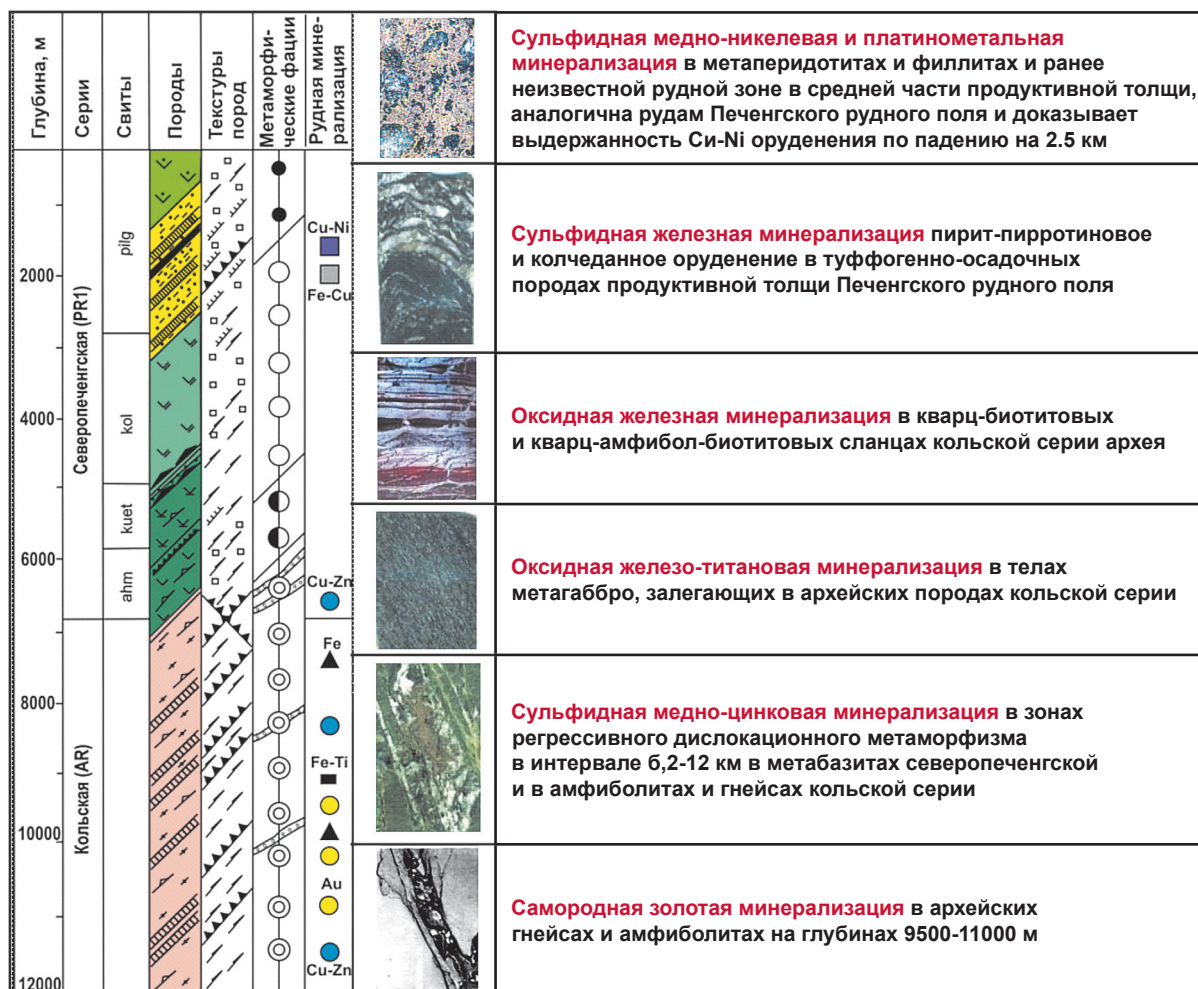 Глубина, м
Серии
Свиты
Породы
Текстуры
пород
Метаморфи-
ческие фации
Рудная мине-
рализация
2000
4000
6000
8000
10000
12000
Северопеченгская (PR1)
Кольская (AR)
pilg
kol
kuet
ahm
Cu-Ni
Fe-Cu
Cu-Zn
Fe
Fe-Ti
Au
Cu-Zn
Сульфидная медно-никелевая и платинометальная
минерализация в метаперидотитах и филлитах и ранее
неизвестной рудной зоне в средней части продуктивной толщи,
аналогична рудам Печенгского рудного поля и доказывает
выдержанность Си-Ni оруденения по падению на 2.5 км
Сульфидная железная минерализация пирит-пирротиновое
и колчеданное оруденение в туффогенно-осадочных
породах продуктивной толщи Печенгского рудного поля
Оксидная железная минерализация в кварц-биотитовых
и кварц-амфибол-биотитовых сланцах кольской серии архея
Оксидная железо-титановая минерализация в телах
метагаббро, залегающих в архейских породах кольской серии
Сульфидная медно-цинковая минерализация в зонах
регрессивного дислокационного метаморфизма
в интервале б,2-12 км в метабазитах северопеченгской
и в амфиболитах и гнейсах кольской серии
Самородная золотая минерализация в архейских
гнейсах и амфиболитах на глубинах 9500-11000 м